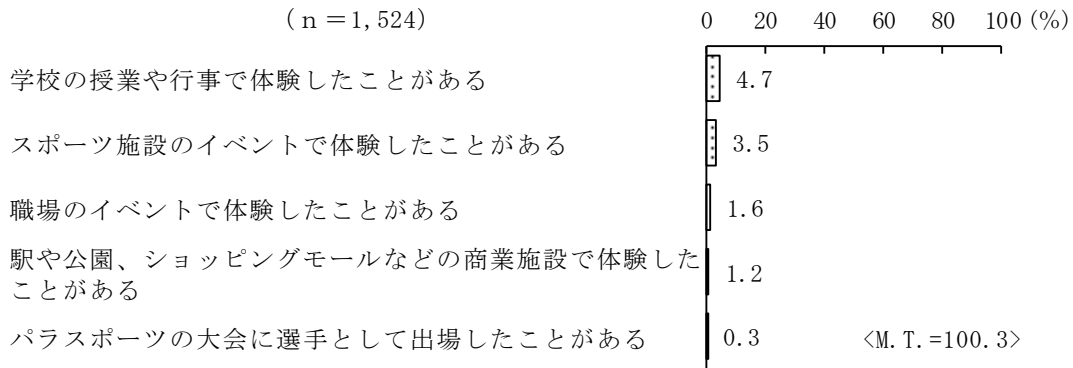 (n=1,524)
0 20 40 60 80 100(%)
学校の授業や行事で体験したことがある 4.7
スポーツ施設のイベントで体験したことがある 3.5
職場のイベントで体験したことがある 1.6
駅や公園、ショッピングモールなどの商業施設で体験した
ことがある 1.2
パラスポーツの大会に選手として出場したことがある 0.3 <M.T.=100.3>